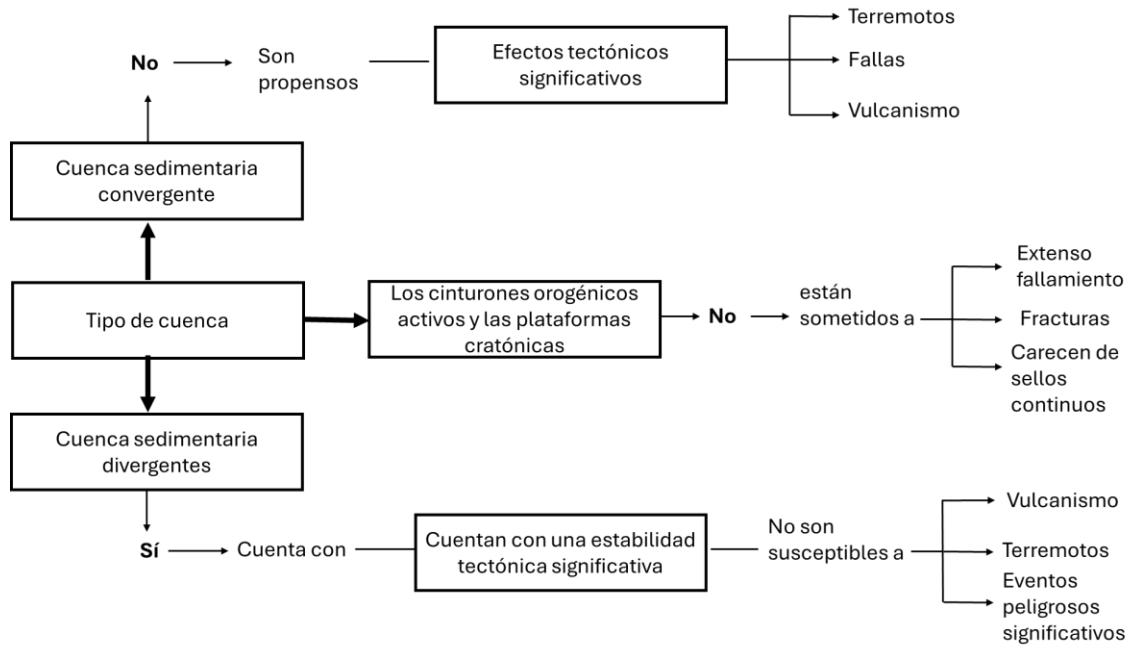 Terremotos
No
Son
propensos
Efectos tectónicos
significativos
Fallas
Vulcanismo
Cuenca sedimentaria
convergente
Tipo de cuenca
Los cinturones orogénicos
activos y las plataformas
cratónicas
No
están
sometidos a
Extenso
fallamiento
Fracturas
Carecen de
sellos
continuos
Cuenca sedimentaria
divergentes
Sí
Cuenta con
Cuentan con una estabilidad
tectónica significativa
No son
susceptibles a
Vulcanismo
Terremotos
Eventos
peligrosos
significativos